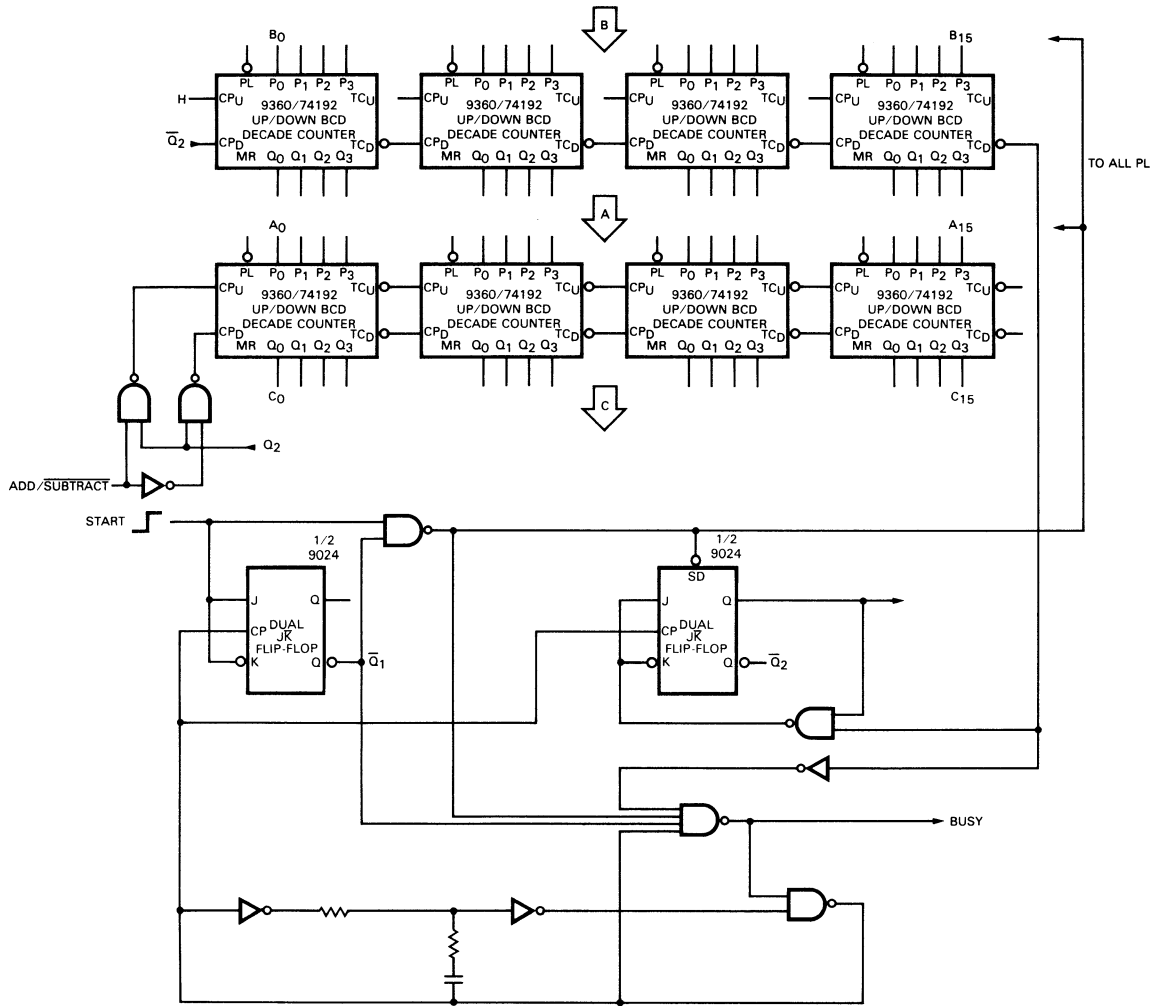 B
B0 B15
PL P0 P1 P2 P3 PL P0 P1 P2 P3 PL P0 P1 P2 P3 PL P0 P1 P2 P3
H CPU 9360/74192 TCU CPU 9360/74192 TCU CPU 9360/74192 TCU CPU 9360/74192 TCU
UP/DOWN BCD UP/DOWN BCD UP/DOWN BCD UP/DOWN BCD
Q̅2 CPD DECADE COUNTER TCD CPD DECADE COUNTER TCD CPD DECADE COUNTER TCD CPD DECADE COUNTER TCD
MR Q0 Q1 Q2 Q3 MR Q0 Q1 Q2 Q3 MR Q0 Q1 Q2 Q3 MR Q0 Q1 Q2 Q3
TO ALL PL
A
A0 A15
PL P0 P1 P2 P3 PL P0 P1 P2 P3 PL P0 P1 P2 P3 PL P0 P1 P2 P3
CPU 9360/74192 TCU CPU 9360/74192 TCU CPU 9360/74192 TCU CPU 9360/74192 TCU
UP/DOWN BCD UP/DOWN BCD UP/DOWN BCD UP/DOWN BCD
CPD DECADE COUNTER TCD CPD DECADE COUNTER TCD CPD DECADE COUNTER TCD CPD DECADE COUNTER TCD
MR Q0 Q1 Q2 Q3 MR Q0 Q1 Q2 Q3 MR Q0 Q1 Q2 Q3 MR Q0 Q1 Q2 Q3
C0 C15
C
Q2
ADD/S̅U̅B̅T̅R̅A̅C̅T̅
START
1/2
9024
1/2
9024
J Q
CP DUAL
JK̅
FLIP-FLOP
K Q Q̅1
SD
J Q
CP DUAL
JK̅
FLIP-FLOP
K Q Q̅2
BUSY